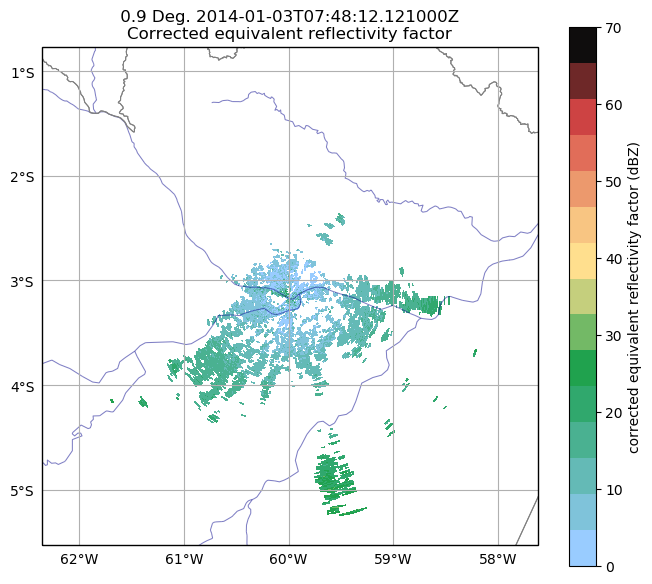 0.9 Deg. 2014-01-03T07:48:12.121000Z
Corrected equivalent reflectivity factor
1°S
2°S
3°S
4°S
5°S
62°W
61°W
60°W
59°W
58°W
70
60
50
40
30
20
10
0
corrected equivalent reflectivity factor (dBZ)